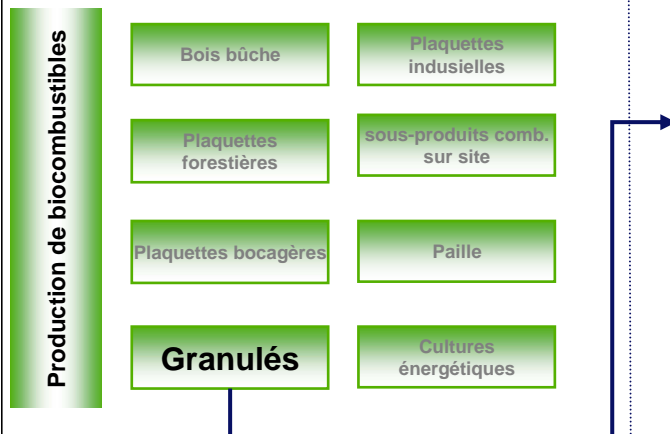 Production de biocombustibles
Bois bûche
Plaquettes
indusielles
Plaquettes
forestières
sous-produits comb.
sur site
Plaquettes bocagères
Paille
Granulés
Cultures
énergétiques